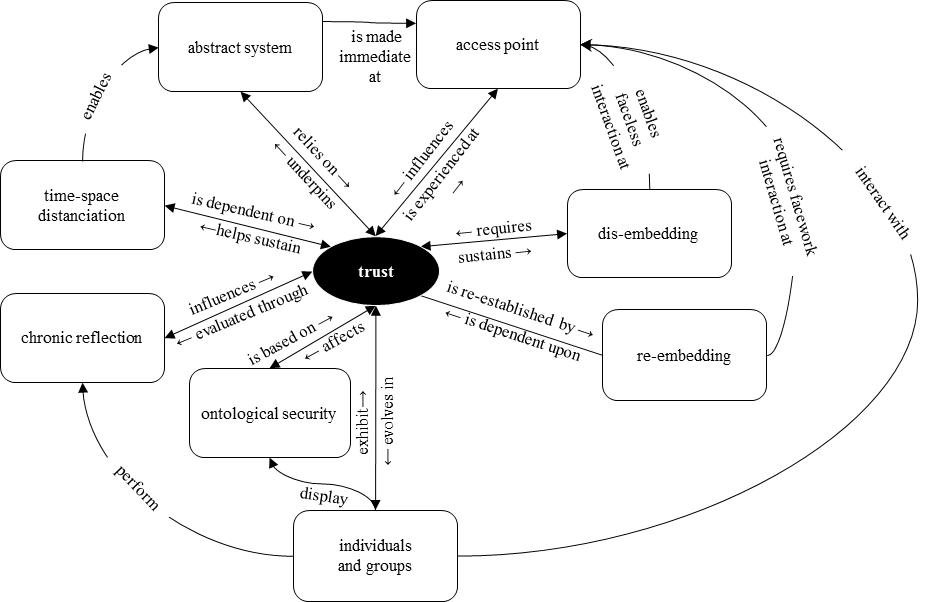 abstract system
is made
immediate
at
access point
enables
relies on →
← underpins
← influences
is experienced at →
enables
faceless
interaction at
requires facework
interaction at
interact with
time-space
distanciation
is dependent on →
← helps sustain
← requires
sustains →
dis-embedding
trust
influences →
← evaluated through
chronic reflection
is re-established by →
← is dependent upon
re-embedding
is based on →
← affects
ontological security
exhibit →
← evolves in
perform
display
individuals
and groups